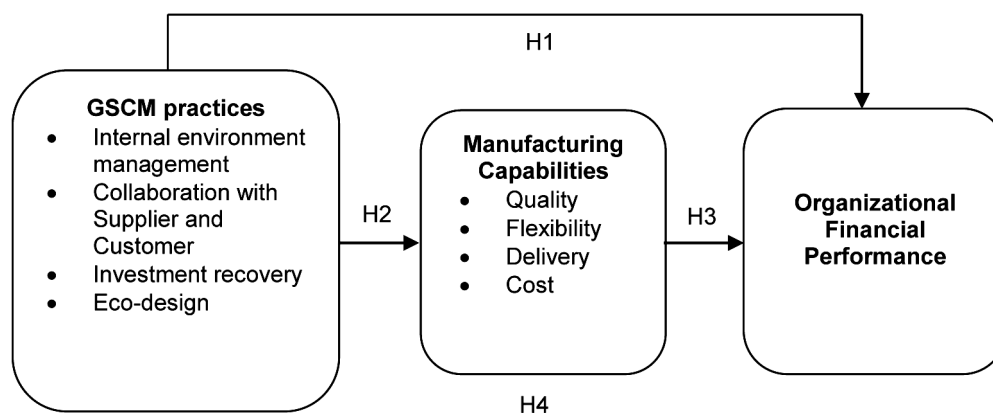 H1
GSCM practices
• Internal environment
management
• Collaboration with
Supplier and
Customer
• Investment recovery
• Eco-design
H2
Manufacturing
Capabilities
• Quality
• Flexibility
• Delivery
• Cost
H3
Organizational
Financial
Performance
H4